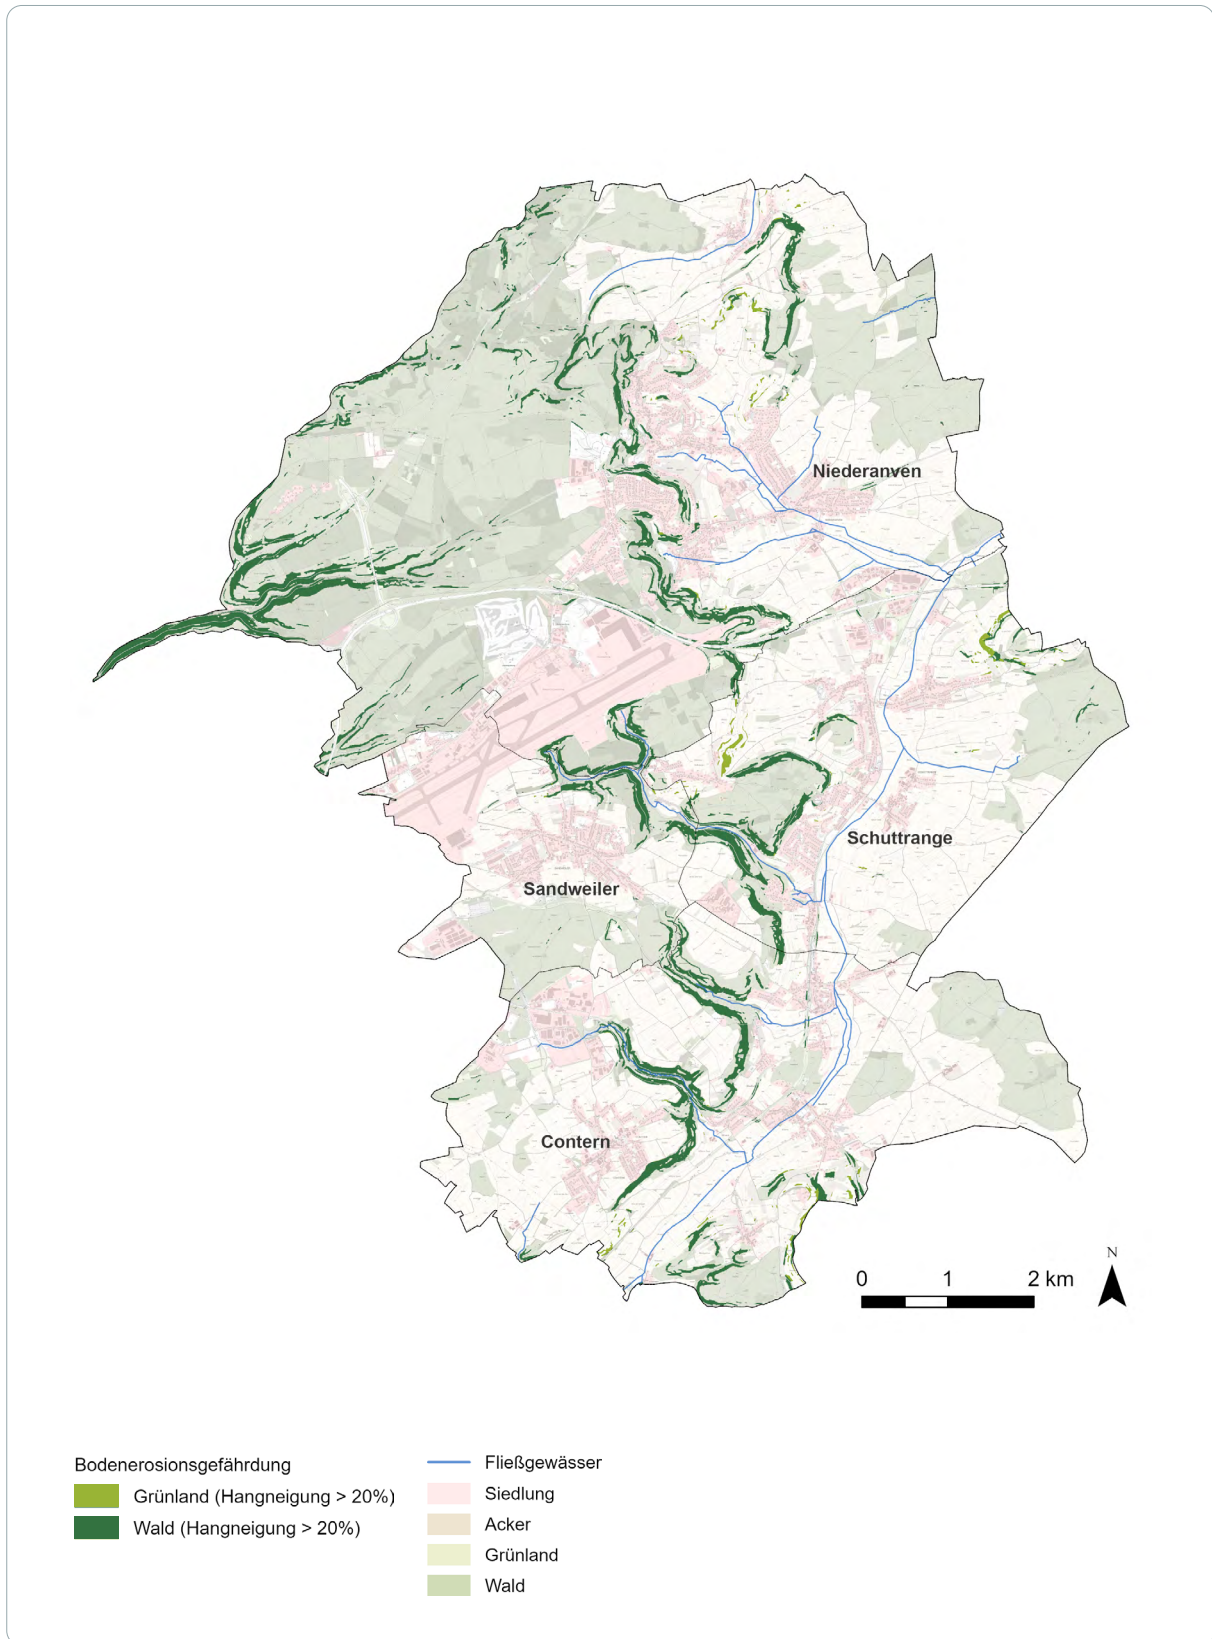 Niederanven
Schuttrange
Sandweiler
Contern
0 1 2 km
N
Bodenerosionsgefährdung
Grünland (Hangneigung > 20%)
Wald (Hangneigung > 20%)
Fließgewässer
Siedlung
Acker
Grünland
Wald